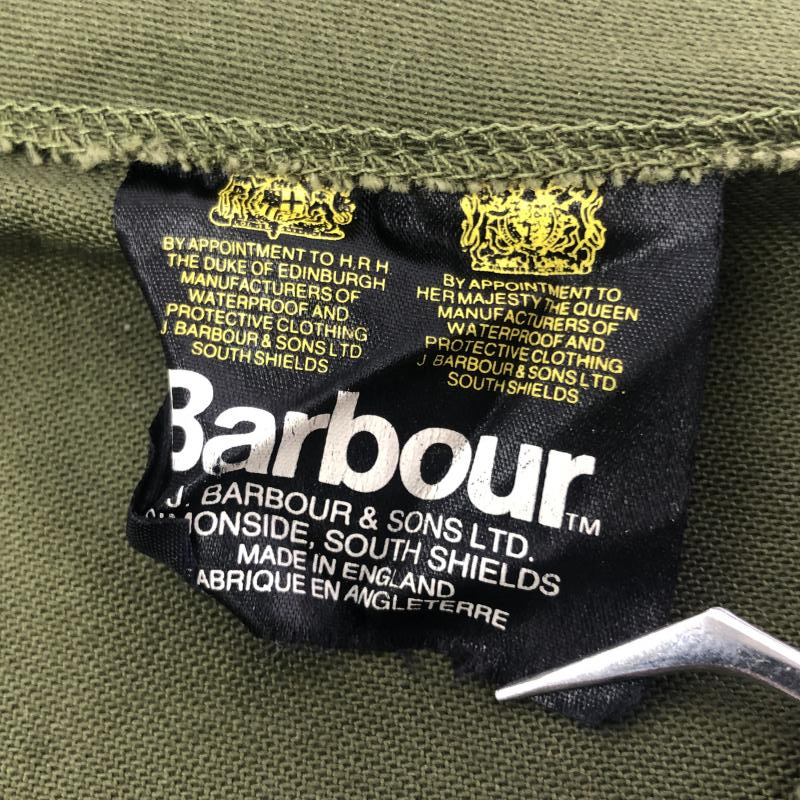 BY APPOINTMENT TO H.R.H
THE DUKE OF EDINBURGH
MANUFACTURERS OF
WATERPROOF AND
PROTECTIVE CLOTHING
J. BARBOUR & SONS LTD
SOUTH SHIELDS
BY APPOINTMENT TO
HER MAJESTY THE QUEEN
MANUFACTURERS OF
WATERPROOF AND
PROTECTIVE CLOTHING
J. BARBOUR & SONS LTD
SOUTH SHIELDS
Barbour TM
J. BARBOUR & SONS LTD.
SIMONSIDE, SOUTH SHIELDS
MADE IN ENGLAND
FABRIQUE EN ANGLETERRE